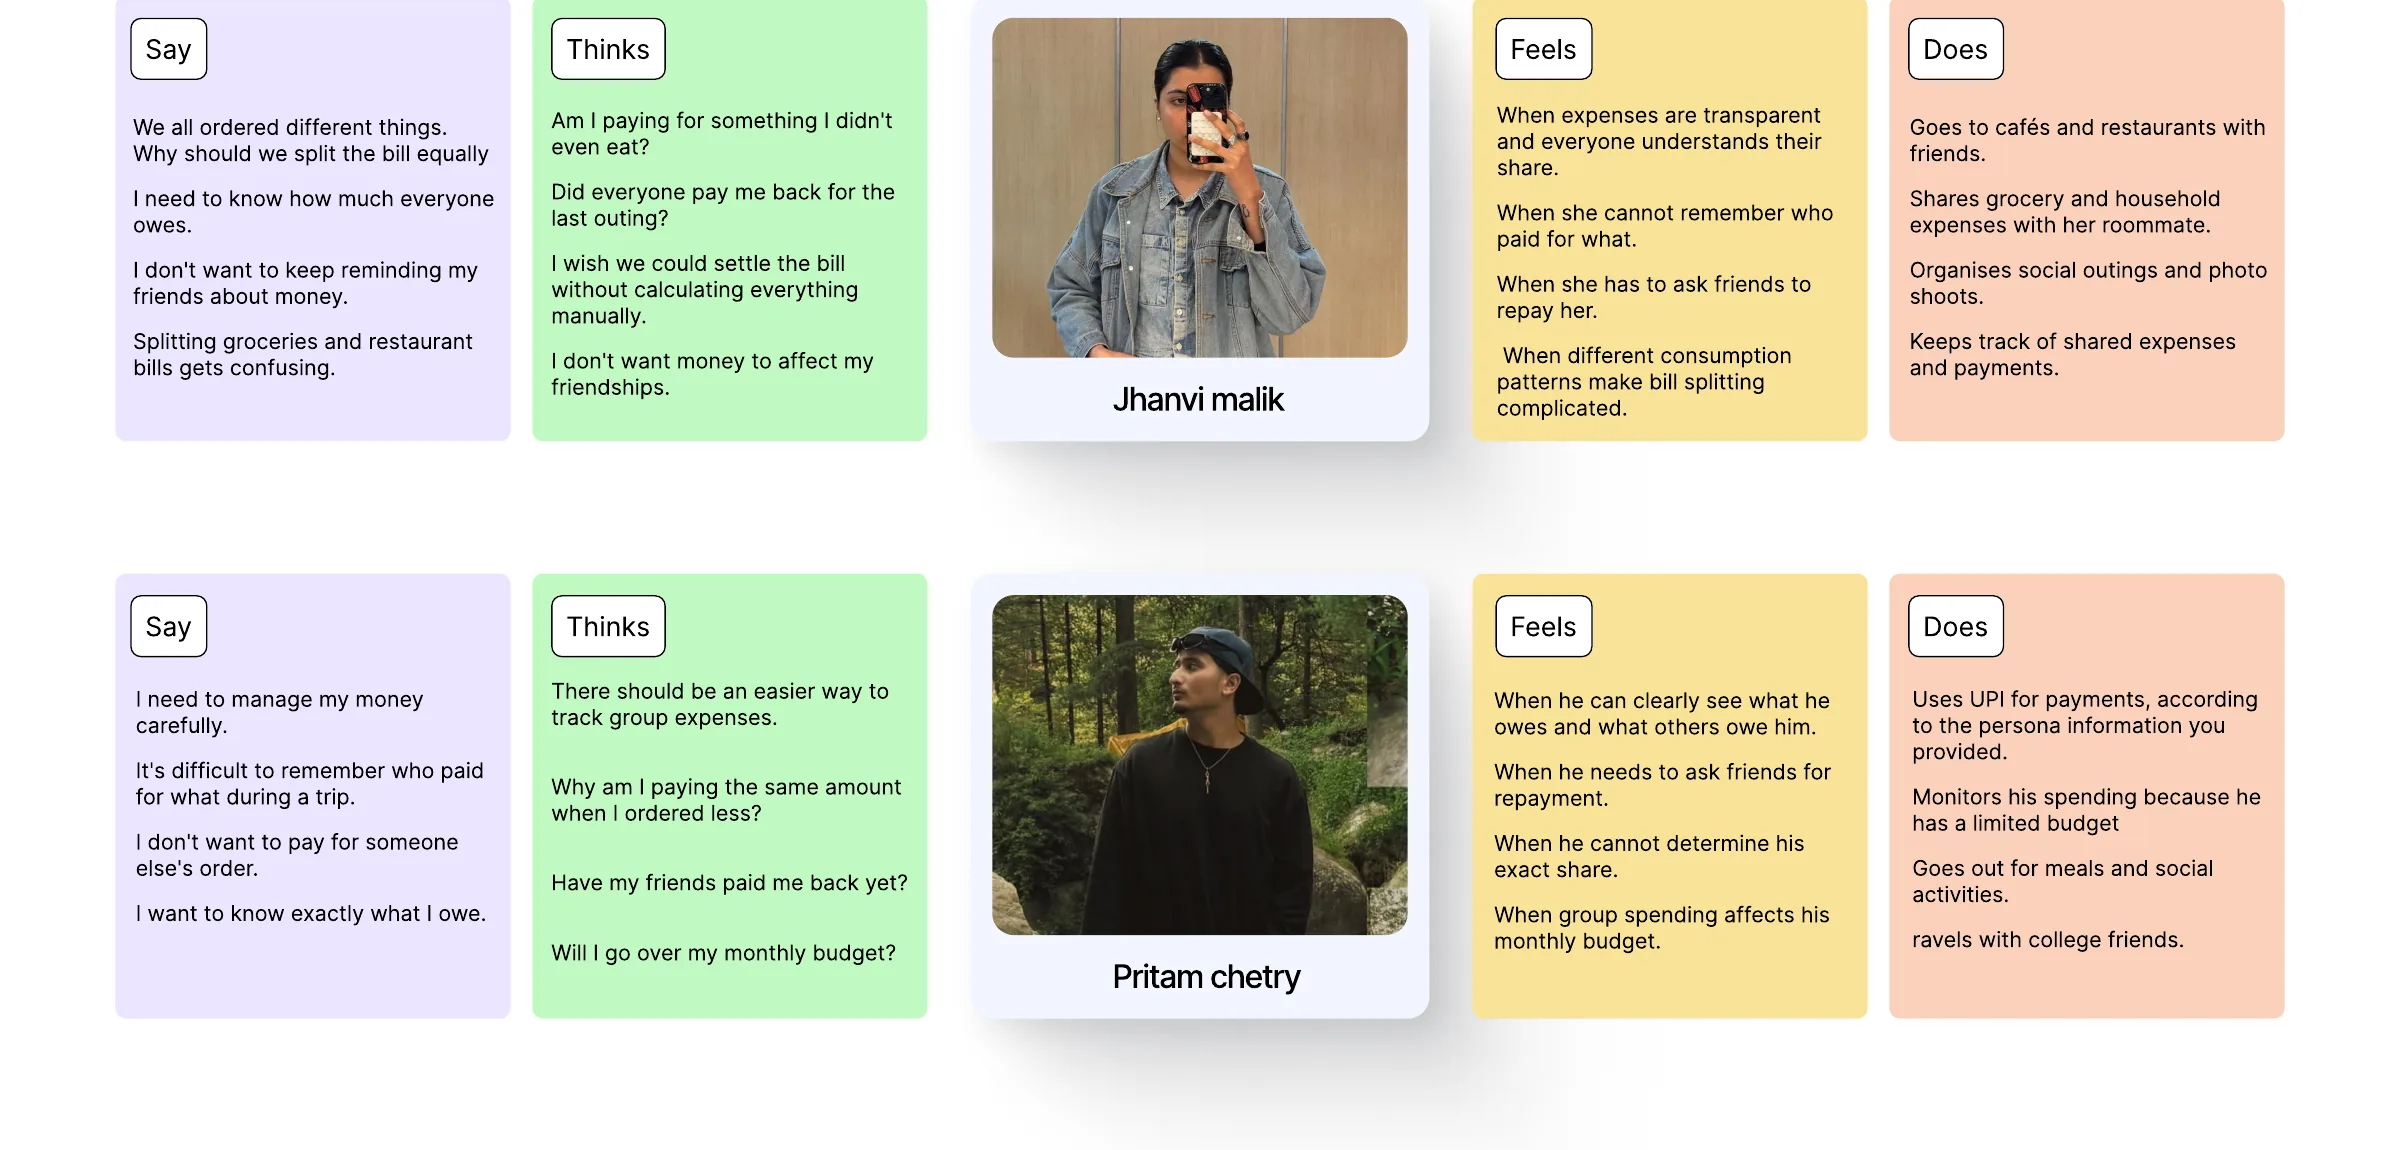 Say
We all ordered different things.
Why should we split the bill equally
I need to know how much everyone
owes.
I don't want to keep reminding my
friends about money.
Splitting groceries and restaurant
bills gets confusing.
Thinks
Am I paying for something I didn't
even eat?
Did everyone pay me back for the
last outing?
I wish we could settle the bill
without calculating everything
manually.
I don't want money to affect my
friendships.
Jhanvi malik
Feels
When expenses are transparent
and everyone understands their
share.
When she cannot remember who
paid for what.
When she has to ask friends to
repay her.
When different consumption
patterns make bill splitting
complicated.
Does
Goes to cafés and restaurants with
friends.
Shares grocery and household
expenses with her roommate.
Organises social outings and photo
shoots.
Keeps track of shared expenses
and payments.
Say
I need to manage my money
carefully.
It's difficult to remember who paid
for what during a trip.
I don't want to pay for someone
else's order.
I want to know exactly what I owe.
Thinks
There should be an easier way to
track group expenses.
Why am I paying the same amount
when I ordered less?
Have my friends paid me back yet?
Will I go over my monthly budget?
Pritam chetry
Feels
When he can clearly see what he
owes and what others owe him.
When he needs to ask friends for
repayment.
When he cannot determine his
exact share.
When group spending affects his
monthly budget.
Does
Uses UPI for payments, according
to the persona information you
provided.
Monitors his spending because he
has a limited budget
Goes out for meals and social
activities.
ravels with college friends.